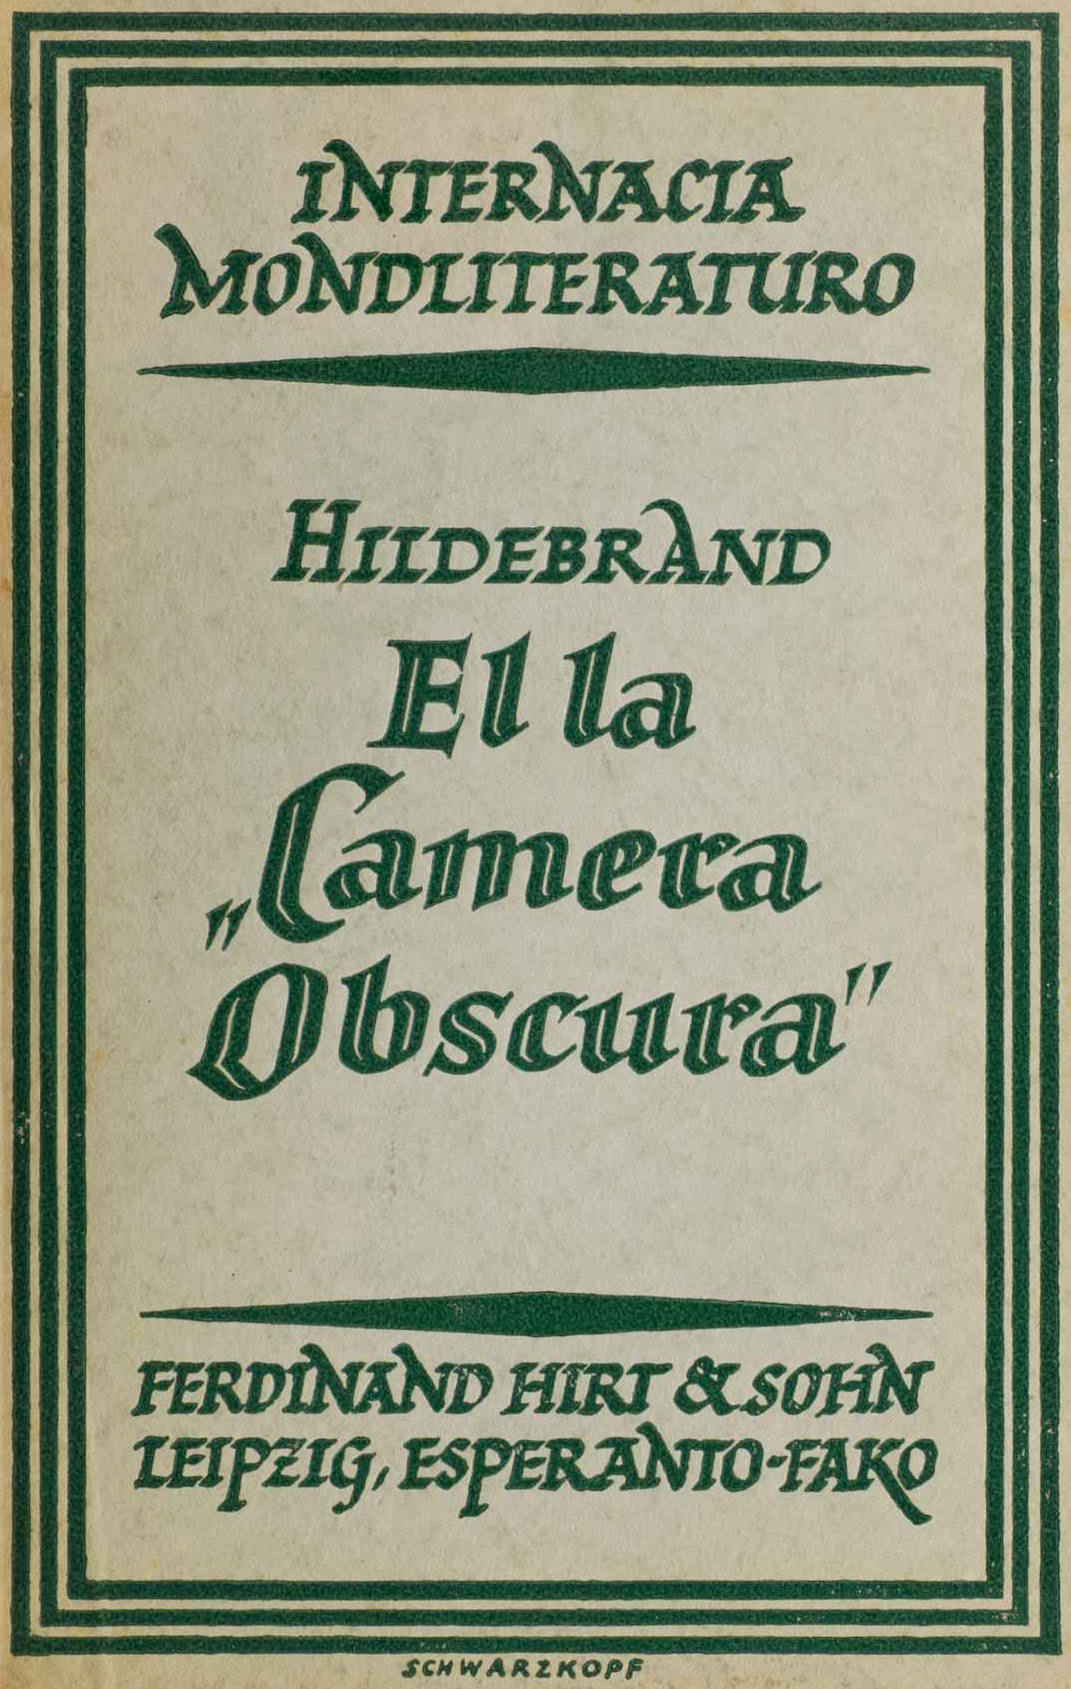 INTERNACIA
MONDLITERATURO
HILDEBRAND
El la
„Camera
Obscura"
FERDINAND HIRT & SOHN
LEIPZIG, ESPERANTO-FAKO
SCHWARZKOPF